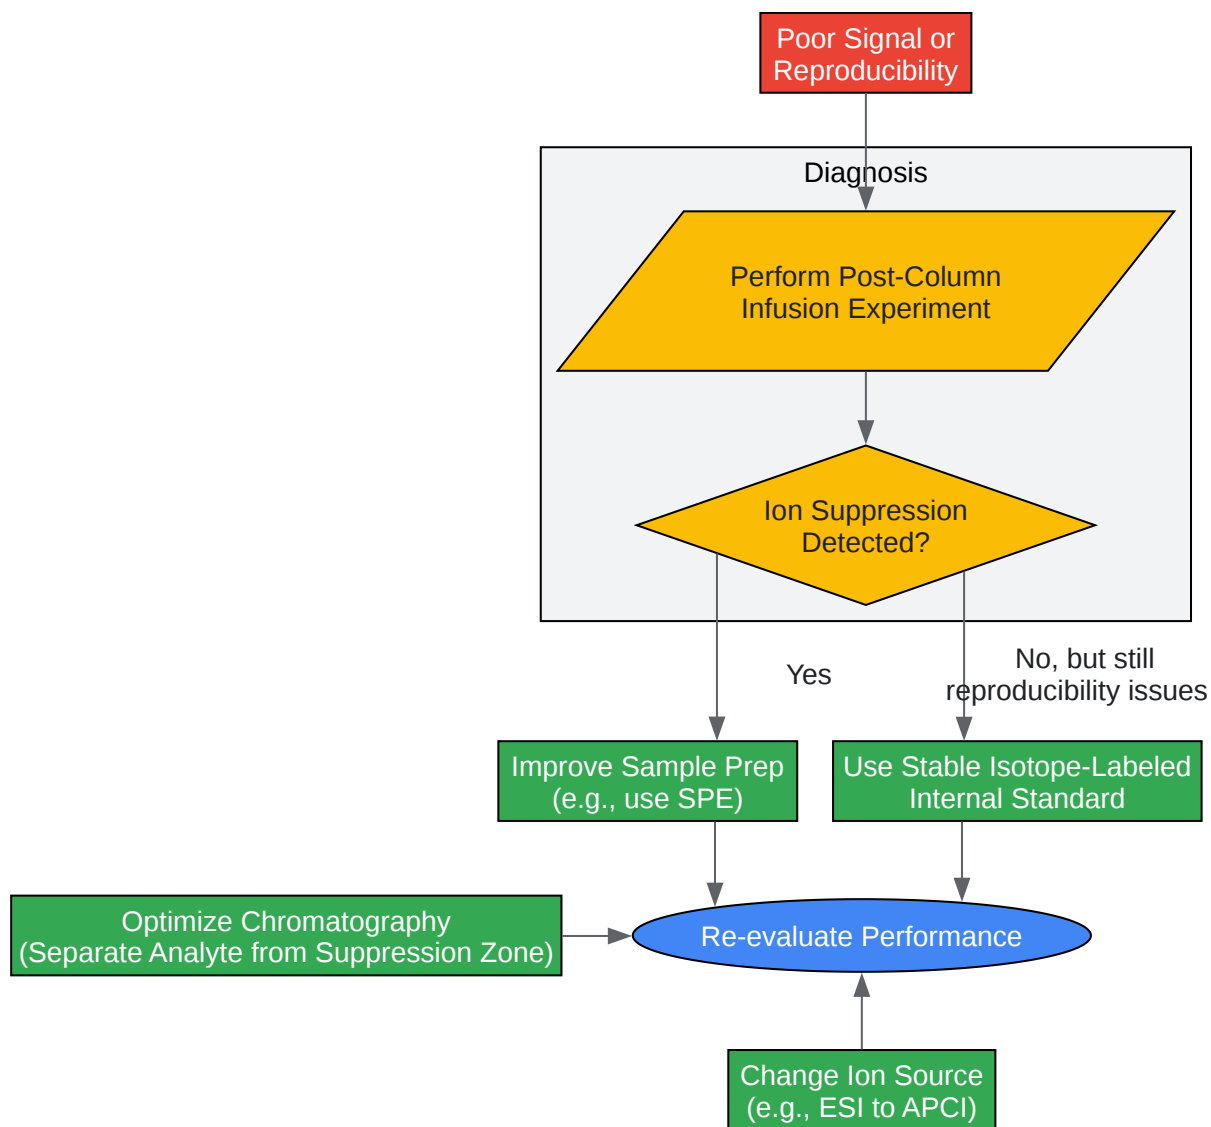 Poor Signal or
Reproducibility
Diagnosis
Perform Post-Column
Infusion Experiment
Ion Suppression
Detected?
Yes
No, but still
reproducibility issues
Improve Sample Prep
(e.g., use SPE)
Use Stable Isotope-Labeled
Internal Standard
Optimize Chromatography
(Separate Analyte from Suppression Zone)
Re-evaluate Performance
Change Ion Source
(e.g., ESI to APCI)